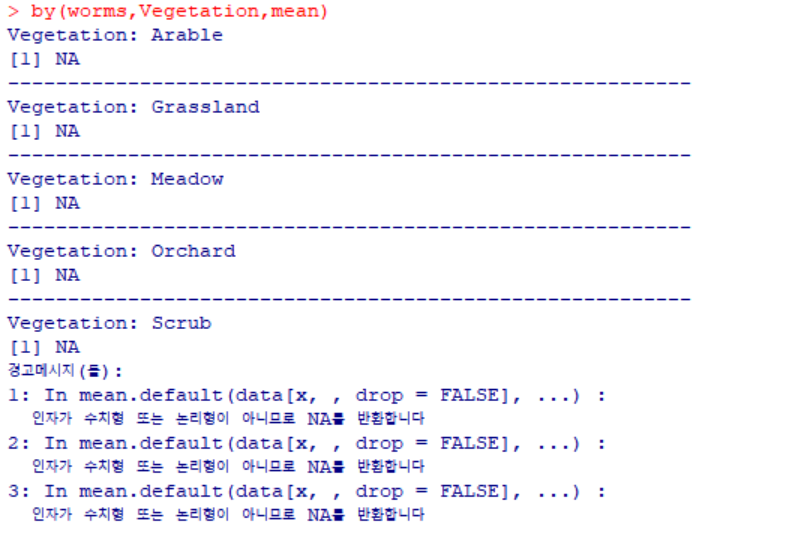 > by(worms,Vegetation,mean)
Vegetation: Arable
[1] NA
---------------------------------------------------------
Vegetation: Grassland
[1] NA
---------------------------------------------------------
Vegetation: Meadow
[1] NA
---------------------------------------------------------
Vegetation: Orchard
[1] NA
---------------------------------------------------------
Vegetation: Scrub
[1] NA
경고메시지(들):
1: In mean.default(data[x, , drop = FALSE], ...) :
  인자가 수치형 또는 논리형이 아니므로 NA를 반환합니다
2: In mean.default(data[x, , drop = FALSE], ...) :
  인자가 수치형 또는 논리형이 아니므로 NA를 반환합니다
3: In mean.default(data[x, , drop = FALSE], ...) :
  인자가 수치형 또는 논리형이 아니므로 NA를 반환합니다